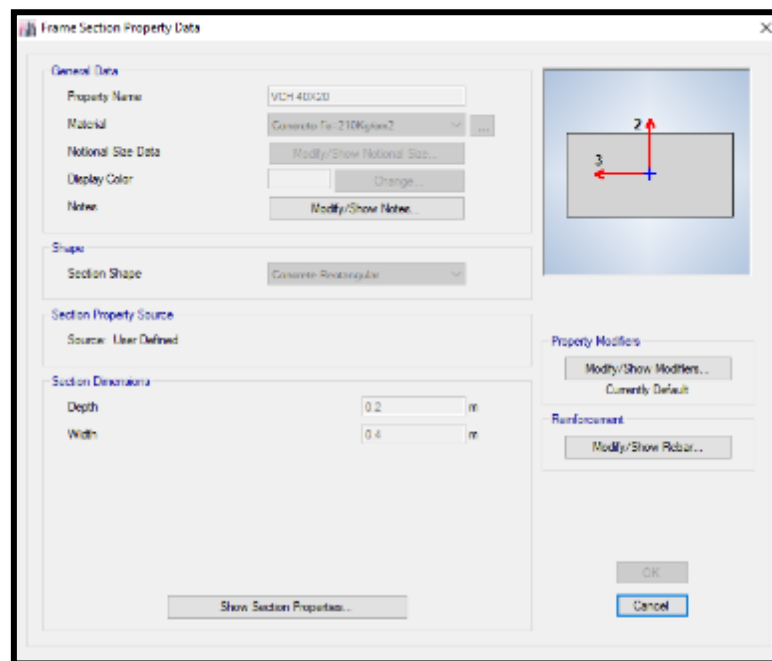 Frame Section Property Data
General Data
Property Name VCH 40X20
Material Concreto f'c=210Kg/cm2 ...
Notional Size Data Modify/Show Notional Size...
Display Color Change...
Notes Modify/Show Notes...
Shape
Section Shape Concrete Rectangular
Section Property Source
Source: User Defined
Section Dimensions
Depth 0.2 m
Width 0.4 m
Show Section Properties...
2
3
Property Modifiers
Modify/Show Modifiers...
Currently Default
Reinforcement
Modify/Show Rebar...
OK
Cancel